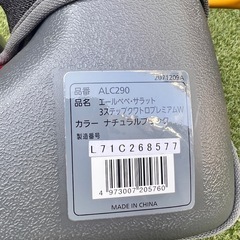 2071209A
品番 ALC290
品名 エールベベ・サラット
3ステップクワトロプレミアムW
カラー ナチュラルブラック
製造番号
L71C268577
4 973007 205760
MADE IN CHINA